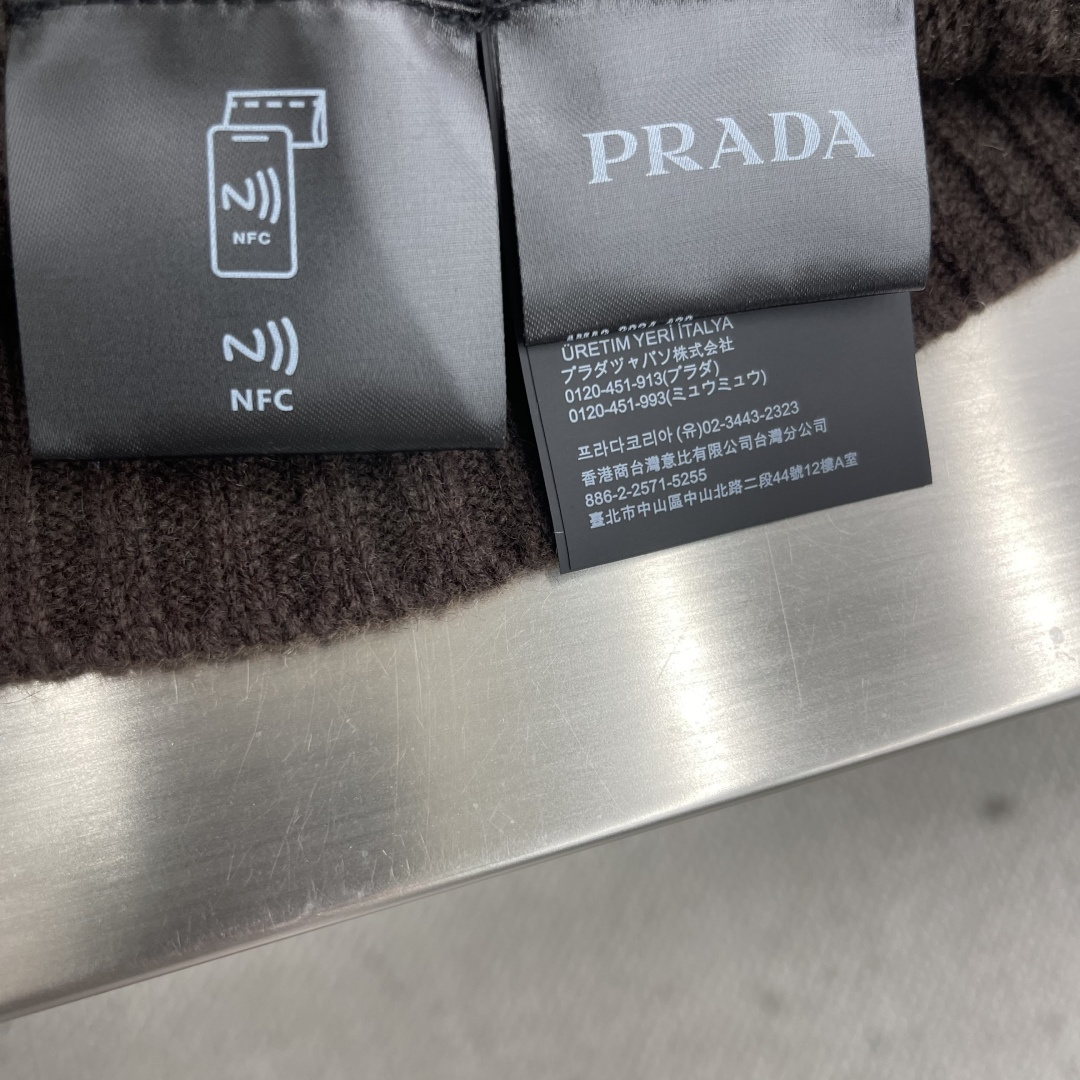 NFC
NFC
PRADA
ÜRETIM YERİ İTALYA
プラダヅャパソ株式会社
0120-451-913(プラダ)
0120-451-993(ミュウミュウ)
프라다코리아 (유)02-3443-2323
香港商台灣意比有限公司台灣分公司
886-2-2571-5255
臺北市中山區中山北路二段44號12樓A室